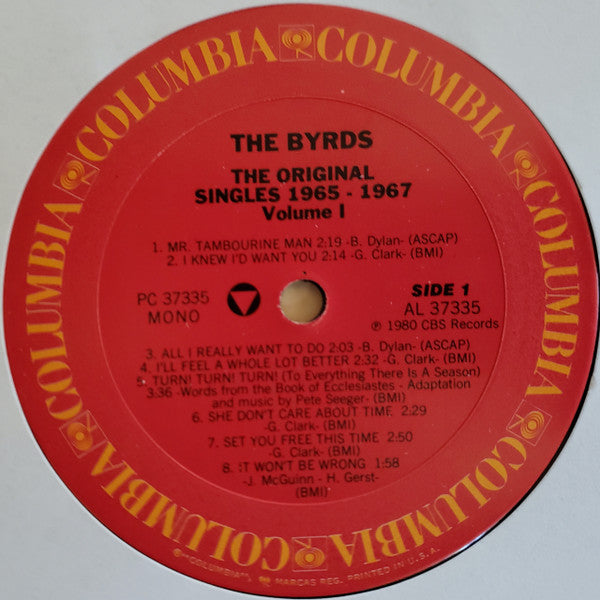 COLUMBIA COLUMBIA COLUMBIA COLUMBIA COLUMBIA COLUMBIA
THE BYRDS
THE ORIGINAL
SINGLES 1965 - 1967
Volume I
1. MR. TAMBOURINE MAN 2:19 -B. Dylan- (ASCAP)
2. I KNEW I'D WANT YOU 2:14 -G. Clark- (BMI)
PC 37335
MONO
SIDE 1
AL 37335
℗ 1980 CBS Records
3. ALL I REALLY WANT TO DO 2:03 -B. Dylan- (ASCAP)
4. I'LL FEEL A WHOLE LOT BETTER 2:32 -G. Clark- (BMI)
5. TURN! TURN! TURN! (To Everything There Is A Season)
3:36 -Words from the Book of Ecclesiastes - Adaptation
and music by Pete Seeger- (BMI)
6. SHE DON'T CARE ABOUT TIME 2:29
-G. Clark- (BMI)
7. SET YOU FREE THIS TIME 2:50
-G. Clark- (BMI)
8. IT WON'T BE WRONG 1:58
-J. McGuinn - H. Gerst-
(BMI)
®"COLUMBIA", MARCAS REG. PRINTED IN U.S.A.